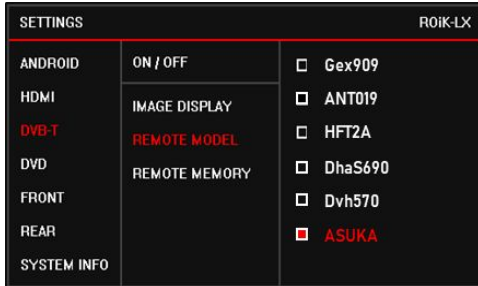 SETTINGS
ROiK-LX
ANDROID
HDMI
DVB-T
DVD
FRONT
REAR
SYSTEM INFO
ON / OFF
IMAGE DISPLAY
REMOTE MODEL
REMOTE MEMORY
Gex909
ANT019
HFT2A
DhaS690
Dvh570
ASUKA